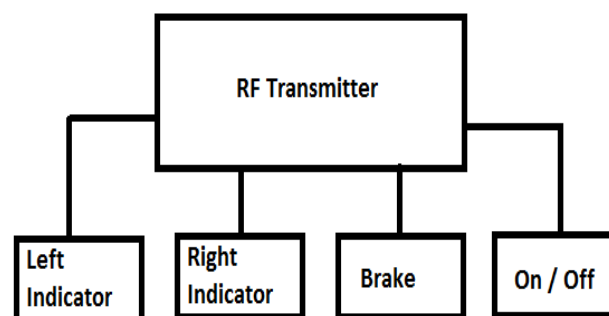 RF Transmitter
Left
Indicator
Right
Indicator
Brake
On / Off